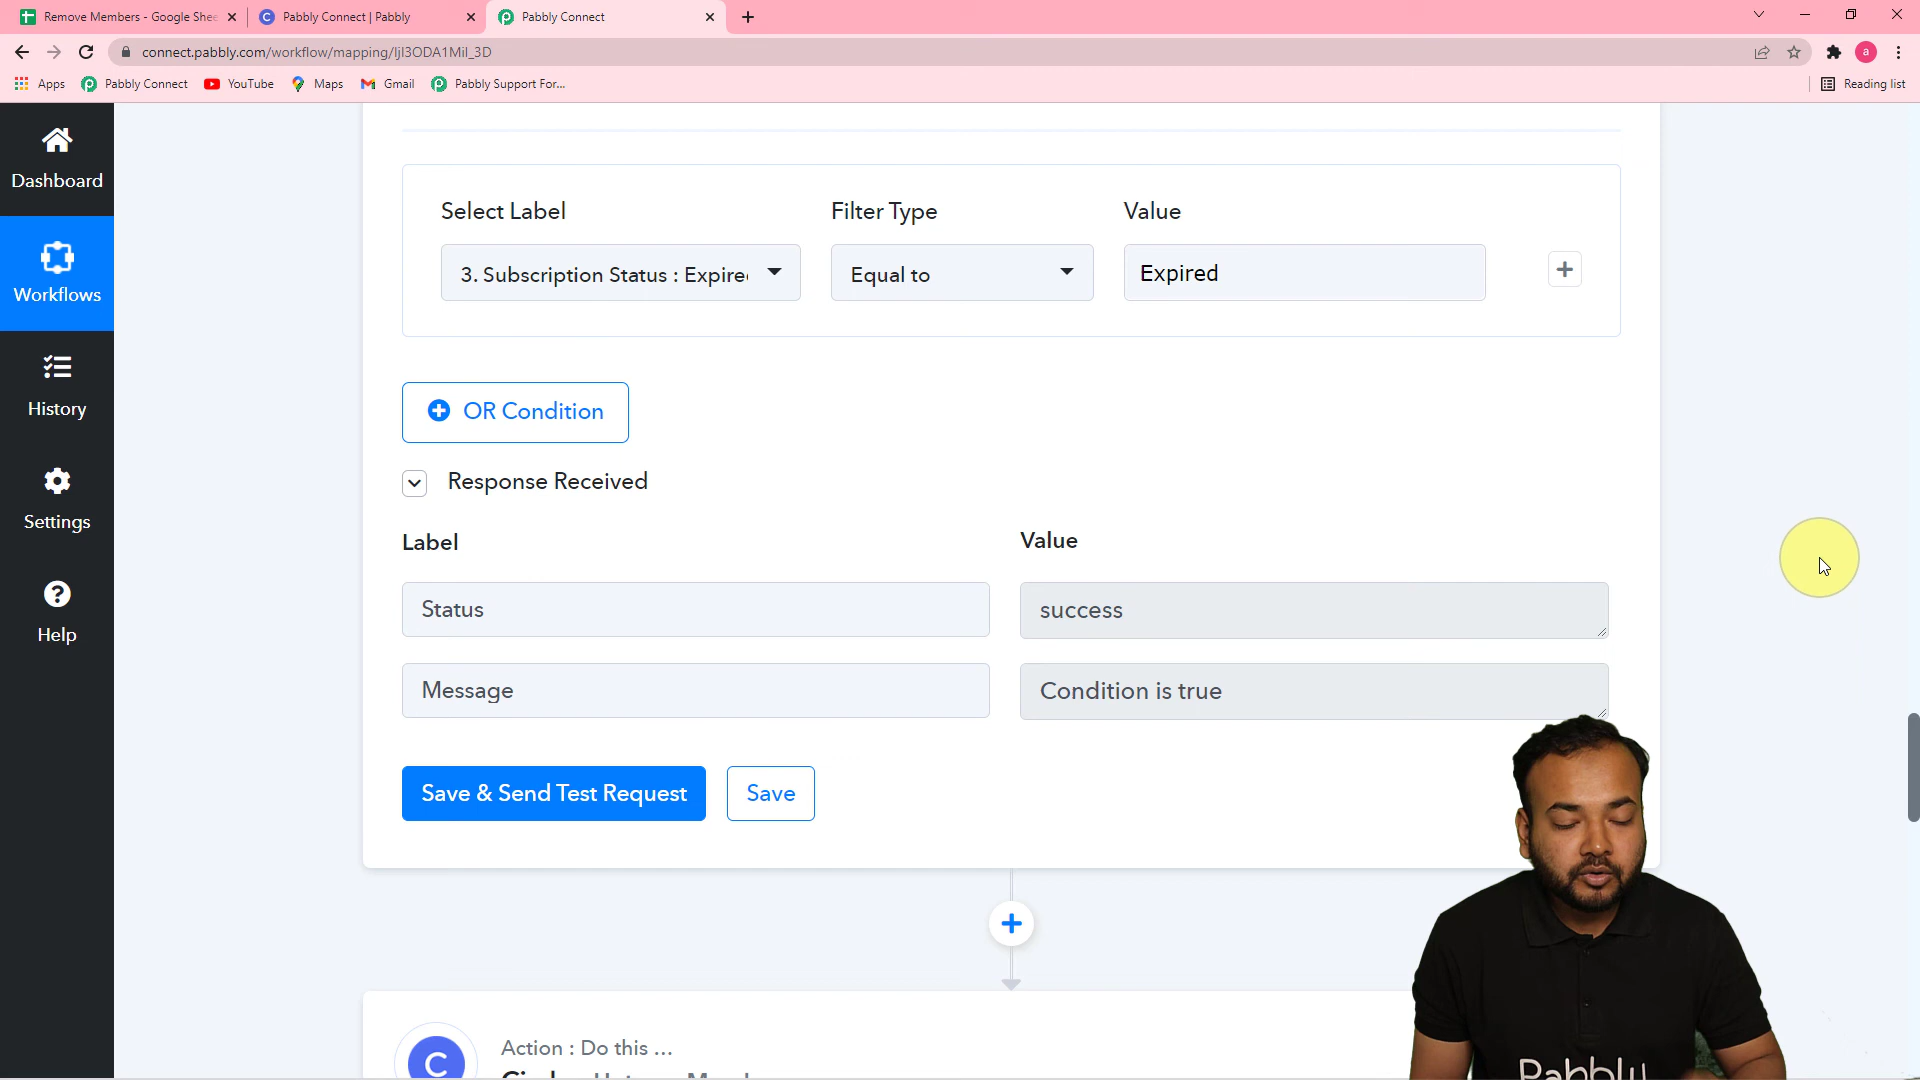 Remove Members - Google She
Pabbly Connect | Pabbly
Pabbly Connect
connect.pabbly.com/workflow/mapping/IjI3ODA1MiI_3D
a
Apps
Pabbly Connect
YouTube
Maps
Gmail
Pabbly Support For...
Reading list
Dashboard
Workflows
History
Settings
Help
Select Label
Filter Type
Value
3. Subscription Status : Expire
Equal to
Expired
OR Condition
Response Received
Label
Value
Status
success
Message
Condition is true
Save & Send Test Request
Save
Action : Do this ...
C
Pabbly